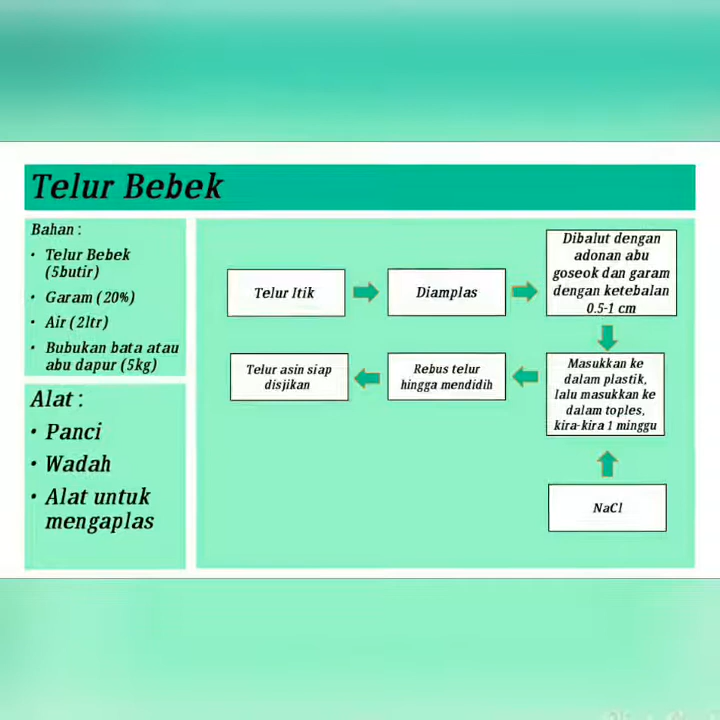 Telur Bebek
Bahan :
• Telur Bebek
(5butir)
• Garam (20%)
• Air (2ltr)
• Bubukan bata atau
abu dapur (5kg)
Alat :
• Panci
• Wadah
• Alat untuk
mengaplas
Telur Itik
Diamplas
Dibalut dengan
adonan abu
goseok dan garam
dengan ketebalan
0.5-1 cm
Masukkan ke
dalam plastik,
lalu masukkan ke
dalam toples,
kira-kira 1 minggu
NaCl
Rebus telur
hingga mendidih
Telur asin siap
disjikan